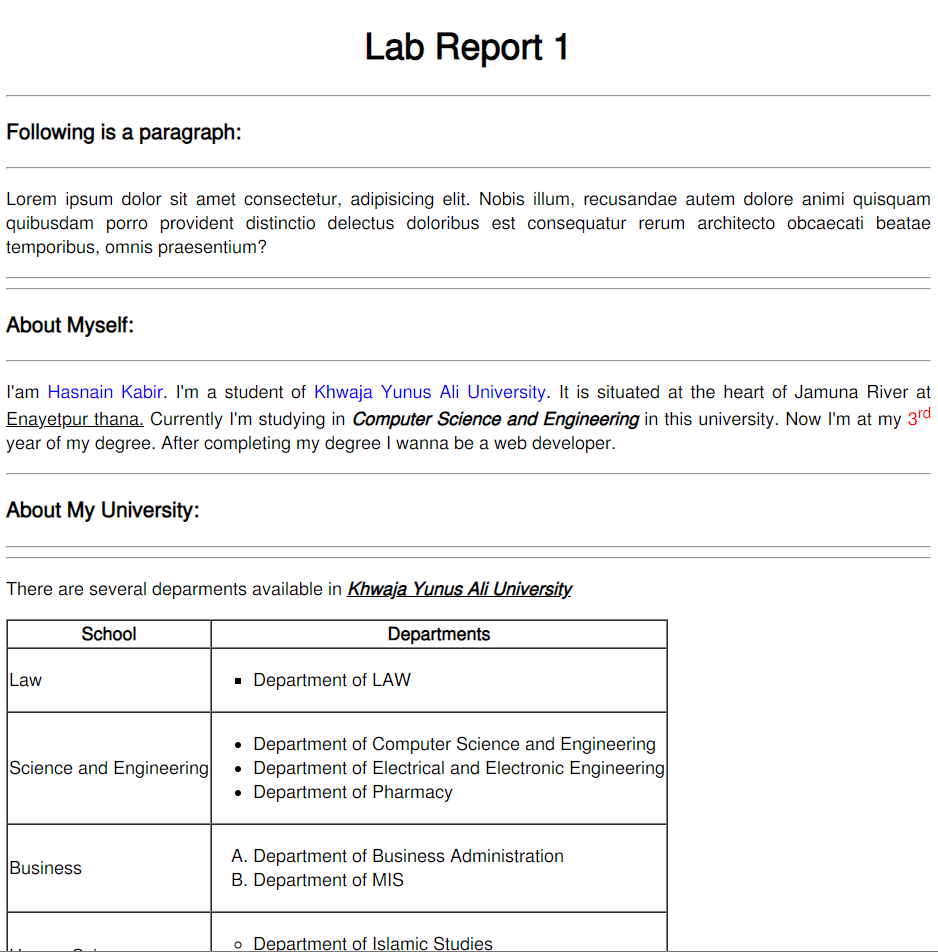 Lab Report 1
Following is a paragraph:
Lorem ipsum dolor sit amet consectetur, adipisicing elit. Nobis illum, recusandae autem dolore animi quisquam
quibusdam porro provident distinctio delectus doloribus est consequatur rerum architecto obcaecati beatae
temporibus, omnis praesentium?
About Myself:
I'am Hasnain Kabir. I'm a student of Khwaja Yunus Ali University. It is situated at the heart of Jamuna River at
Enayetpur thana. Currently I'm studying in Computer Science and Engineering in this university. Now I'm at my 3rd
year of my degree. After completing my degree I wanna be a web developer.
About My University:
There are several deparments available in Khwaja Yunus Ali University
School Departments
Law
▪ Department of LAW
Science and Engineering
• Department of Computer Science and Engineering
• Department of Electrical and Electronic Engineering
• Department of Pharmacy
Business
A. Department of Business Administration
B. Department of MIS
◦ Department of Islamic Studies